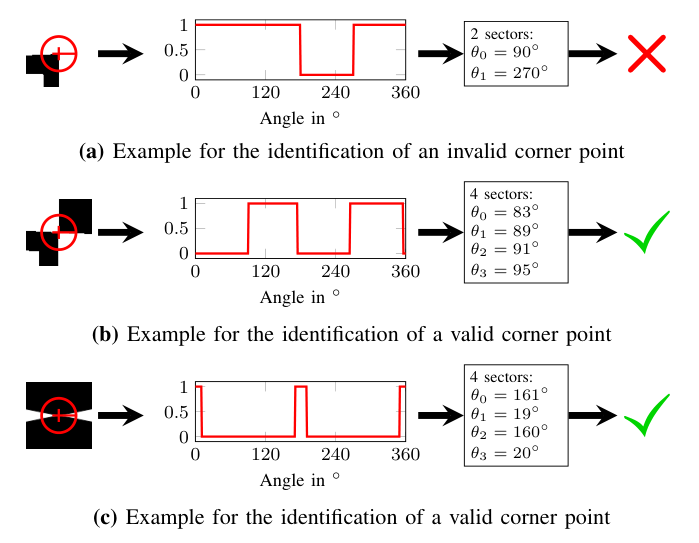 1
0.5
0
0 120 240 360
Angle in °
2 sectors:
θ₀ = 90°
θ₁ = 270°
(a) Example for the identification of an invalid corner point
1
0.5
0
0 120 240 360
Angle in °
4 sectors:
θ₀ = 83°
θ₁ = 89°
θ₂ = 91°
θ₃ = 95°
(b) Example for the identification of a valid corner point
1
0.5
0
0 120 240 360
Angle in °
4 sectors:
θ₀ = 161°
θ₁ = 19°
θ₂ = 160°
θ₃ = 20°
(c) Example for the identification of a valid corner point